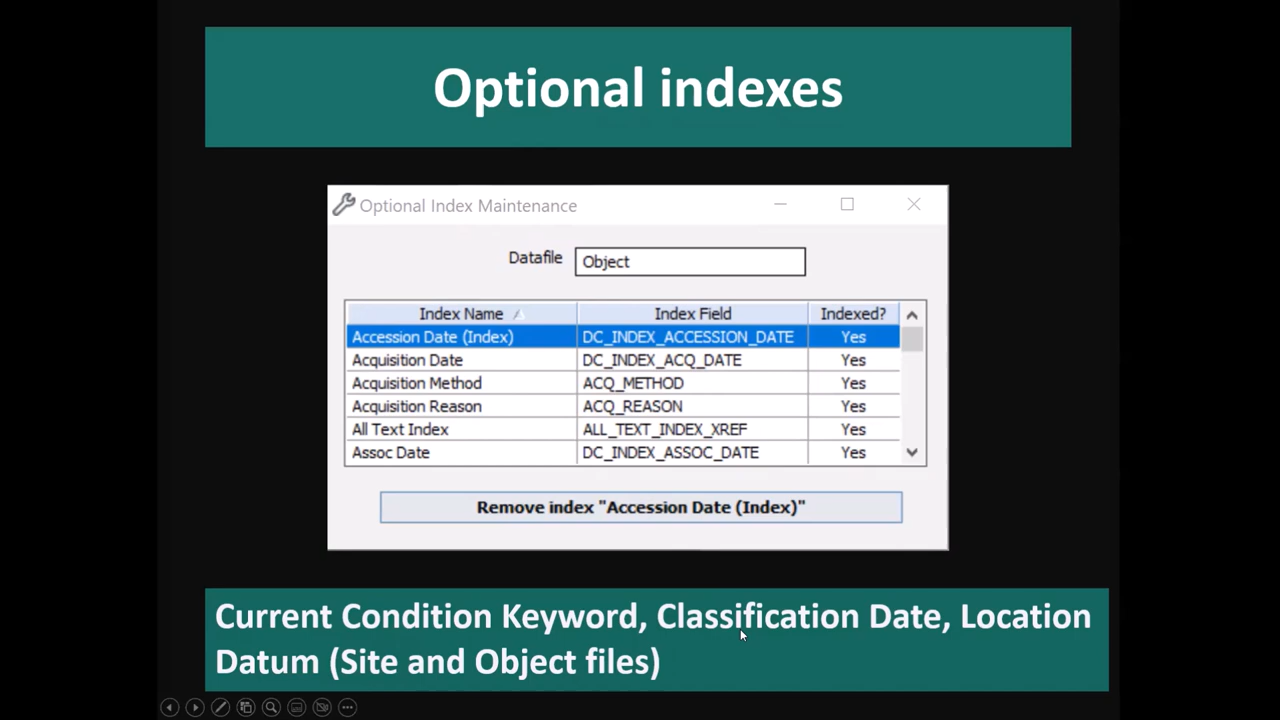 Optional indexes
Optional Index Maintenance
Datafile Object
Index Name Index Field Indexed?
Accession Date (Index) DC_INDEX_ACCESSION_DATE Yes
Acquisition Date DC_INDEX_ACQ_DATE Yes
Acquisition Method ACQ_METHOD Yes
Acquisition Reason ACQ_REASON Yes
All Text Index ALL_TEXT_INDEX_XREF Yes
Assoc Date DC_INDEX_ASSOC_DATE Yes
Remove index "Accession Date (Index)"
Current Condition Keyword, Classification Date, Location
Datum (Site and Object files)